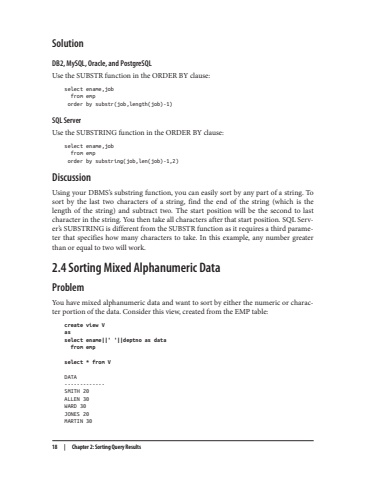 Solution
DB2, MySQL, Oracle, and PostgreSQL
Use the SUBSTR function in the ORDER BY clause:
select ename,job
from emp
order by substr(job,length(job)-1)
SQL Server
Use the SUBSTRING function in the ORDER BY clause:
select ename,job
from emp
order by substring(job,len(job)-1,2)
Discussion
Using your DBMS's substring function, you can easily sort by any part of a string. To
sort by the last two characters of a string, find the end of the string (which is the
length of the string) and subtract two. The start position will be the second to last
character in the string. You then take all characters after that start position. SQL Serv-
er's SUBSTRING is different from the SUBSTR function as it requires a third parame-
ter that specifies how many characters to take. In this example, any number greater
than or equal to two will work.
2.4 Sorting Mixed Alphanumeric Data
Problem
You have mixed alphanumeric data and want to sort by either the numeric or charac-
ter portion of the data. Consider this view, created from the EMP table:
create view V
as
select ename||' '||deptno as data
from emp
select * from V
DATA
-------------
SMITH 20
ALLEN 30
WARD 30
JONES 20
MARTIN 30
18 | Chapter 2: Sorting Query Results